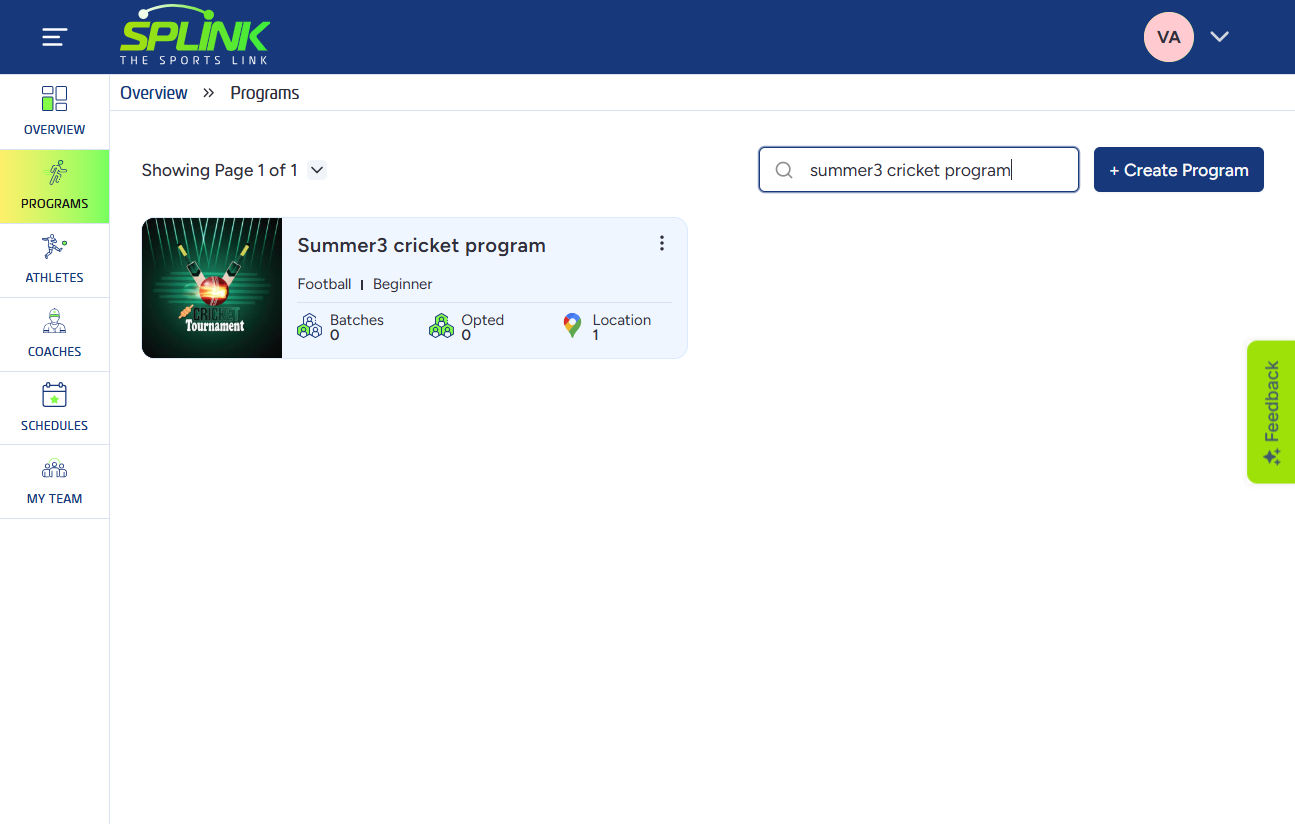 SPLINK
THE SPORTS LINK
VA
Overview » Programs
OVERVIEW
PROGRAMS
ATHLETES
COACHES
SCHEDULES
MY TEAM
Showing Page 1 of 1
summer3 cricket program
+ Create Program
CRICKET
Tournament
Summer3 cricket program
Football | Beginner
Batches
0
Opted
0
Location
1
Feedback